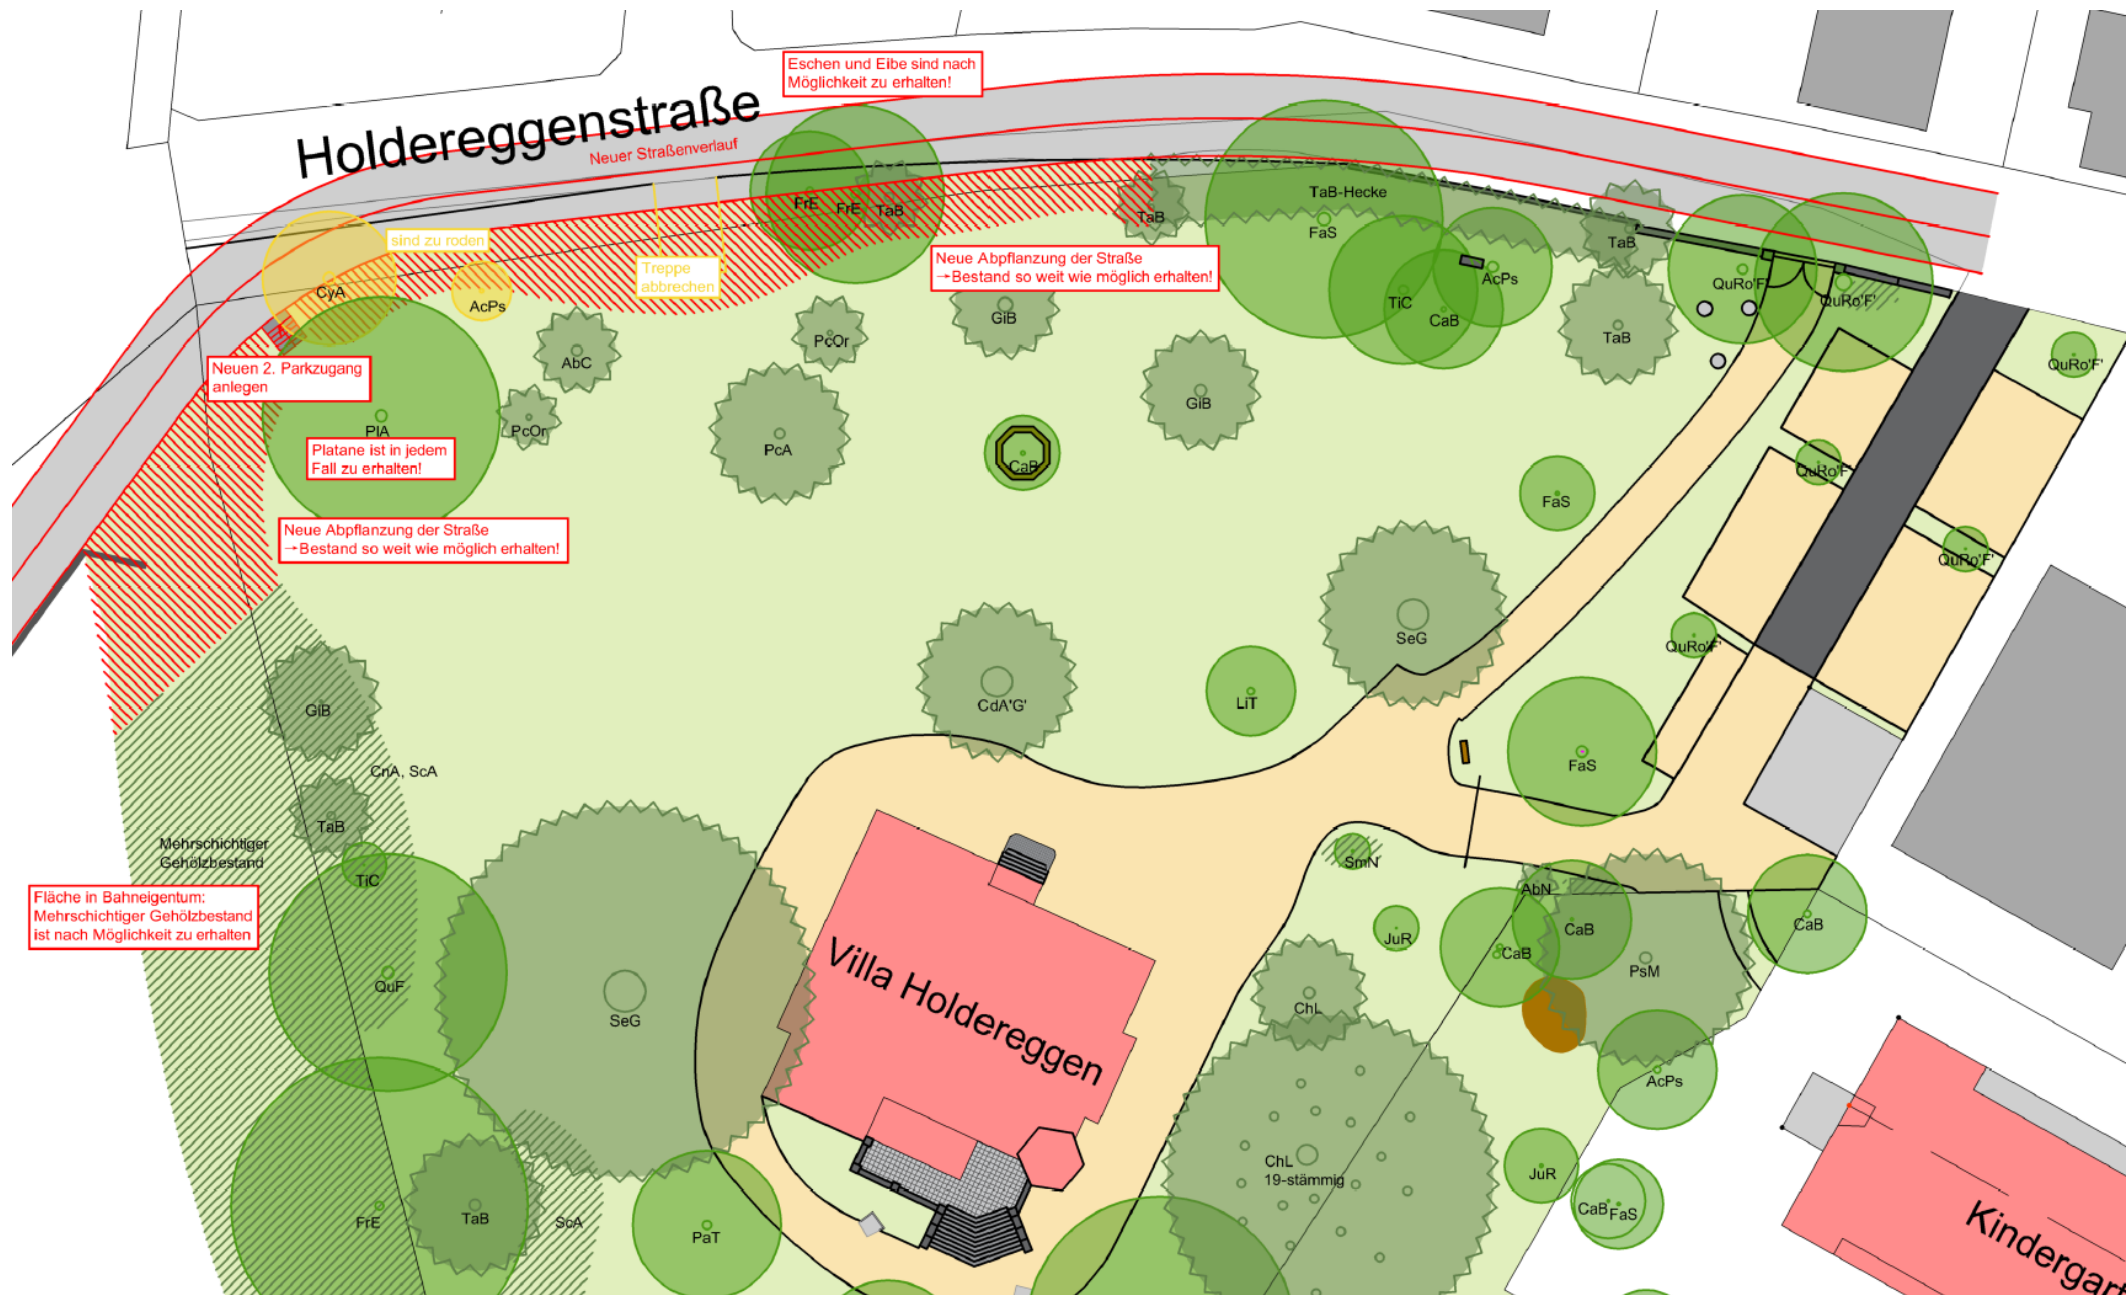 Eschen und Eibe sind nach
Möglichkeit zu erhalten!
Holdereggenstraße
Neuer Straßenverlauf
TaB-Hecke
FrE
FrE
TaB
TaB
FaS
TaB
sind zu roden
Treppe
abbrechen
Neue Abpflanzung der Straße
→Bestand so weit wie möglich erhalten!
CyA
AcPs
TiC
CaB
AcPs
QuRo'F'
QuRo'F'
GiB
PcOr
AbC
TaB
QuRo'F'
Neuen 2. Parkzugang
anlegen
GiB
PlA
PcOr
PcA
CaB
Platane ist in jedem
Fall zu erhalten!
QuRo'F'
FaS
Neue Abpflanzung der Straße
→Bestand so weit wie möglich erhalten!
QuRo'F'
SeG
QuRo'F'
GiB
CdA'G'
LiT
FaS
CnA, ScA
TaB
Mehrschichtiger
Gehölzbestand
SmN
TiC
AbN
Fläche in Bahneigentum:
Mehrschichtiger Gehölzbestand
ist nach Möglichkeit zu erhalten
CaB
CaB
CaB
JuR
QuF
SeG
Villa Holdereggen
PsM
ChL
AcPs
ChL
19-stämmig
JuR
FrE
TaB
ScA
PaT
CaB
FaS
Kindergart